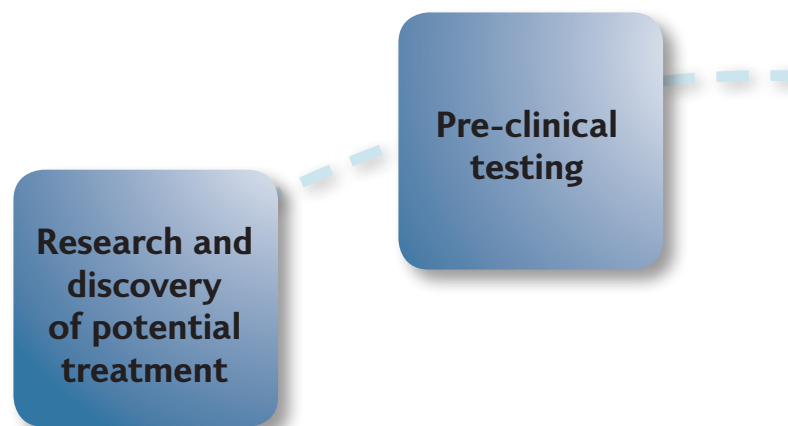 Pre-clinical
testing
Research and
discovery
of potential
treatment